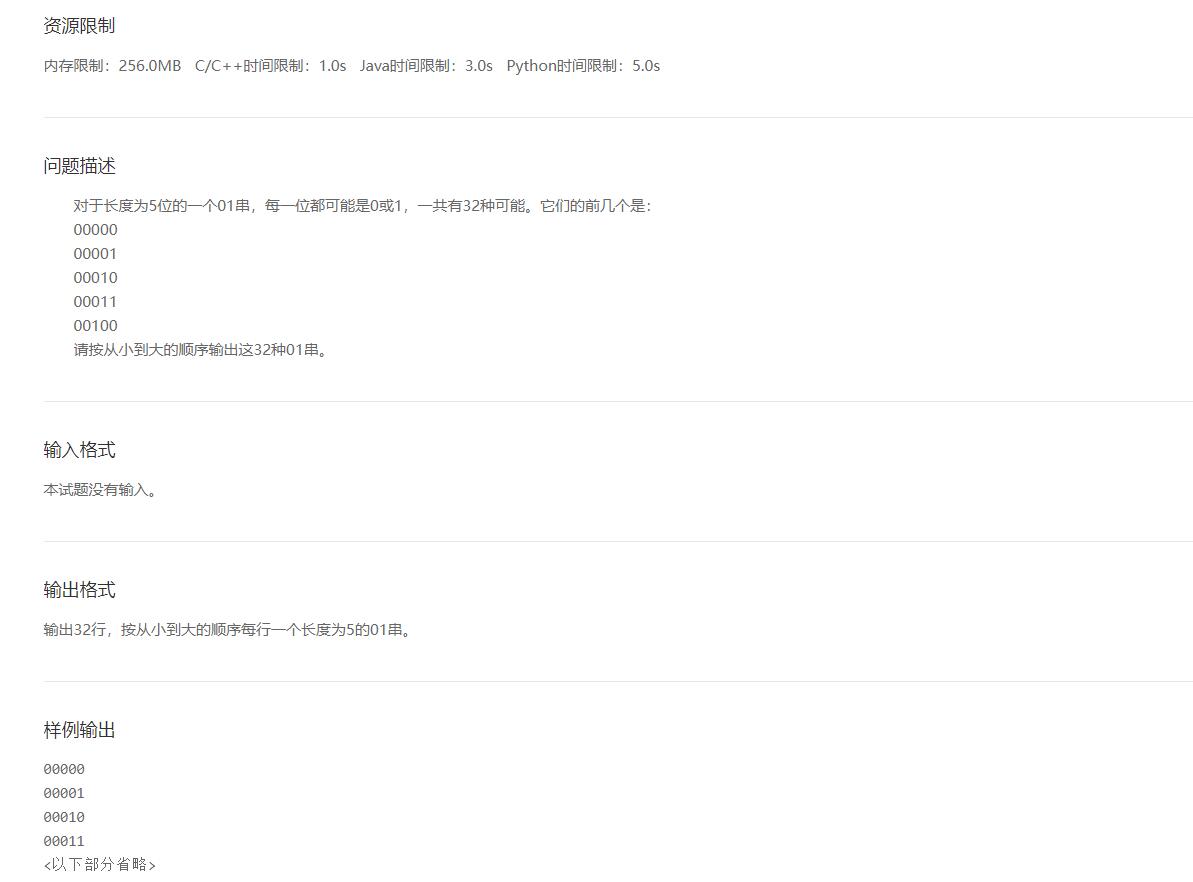 资源限制
内存限制：256.0MB C/C++时间限制：1.0s Java时间限制：3.0s Python时间限制：5.0s
问题描述
对于长度为5位的一个01串，每一位都可能是0或1，一共有32种可能。它们的前几个是：
00000
00001
00010
00011
00100
请按从小到大的顺序输出这32种01串。
输入格式
本试题没有输入。
输出格式
输出32行，按从小到大的顺序每行一个长度为5的01串。
样例输出
00000
00001
00010
00011
<以下部分省略>